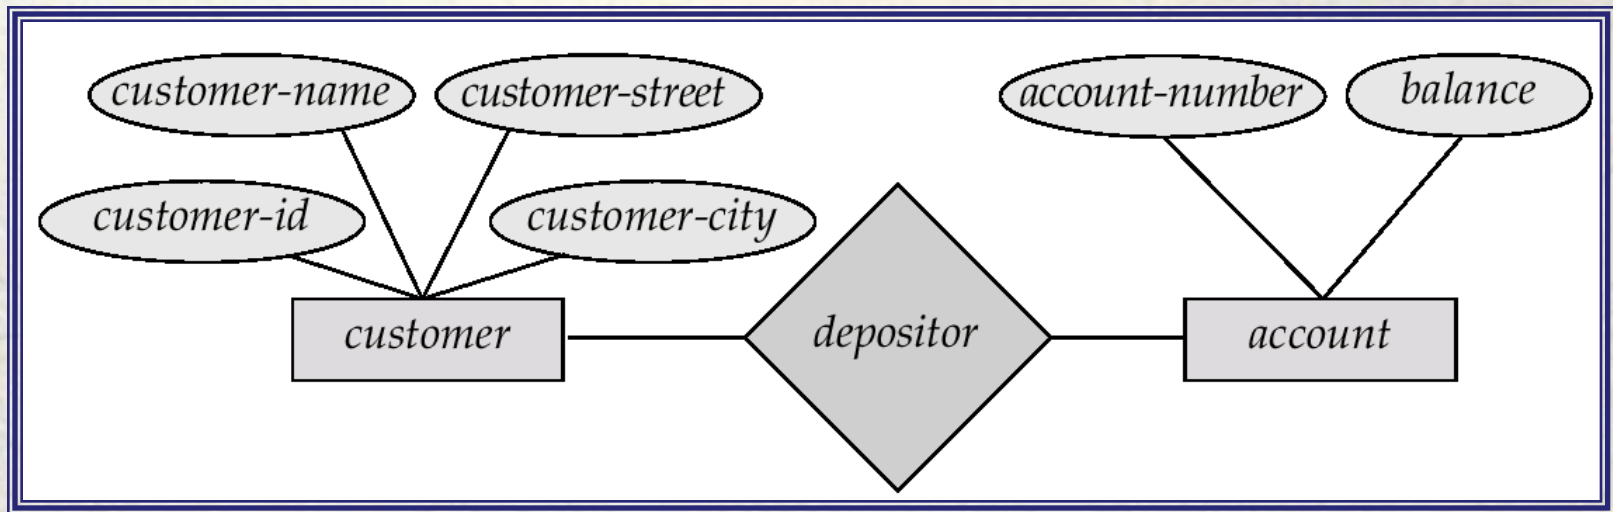 customer-name
customer-street
account-number
balance
customer-id
customer-city
customer
depositor
account